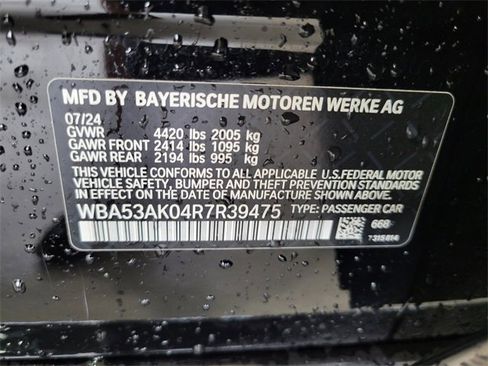 MFD BY BAYERISCHE MOTOREN WERKE AG
07/24
GVWR 4420 lbs 2005 kg
GAWR FRONT 2414 lbs 1095 kg
GAWR REAR 2194 lbs 995 kg
THIS VEHICLE CONFORMS TO ALL APPLICABLE U.S.FEDERAL MOTOR
VEHICLE SAFETY, BUMPER AND THEFT PREVENTION STANDARDS
IN EFFECT ON THE DATE OF MANUFACTURE SHOWN ABOVE.
WBA53AK04R7R39475 TYPE: PASSENGER CAR
668
7315814